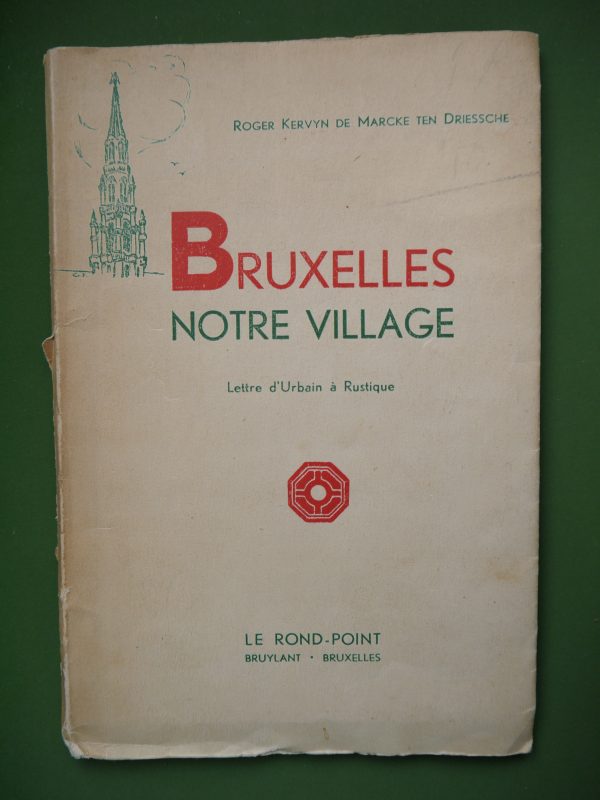 Roger Kervyn de Marcke ten Driessche
Bruxelles
NOTRE VILLAGE
Lettre d'Urbain à Rustique
LE ROND-POINT
BRUYLANT • BRUXELLES